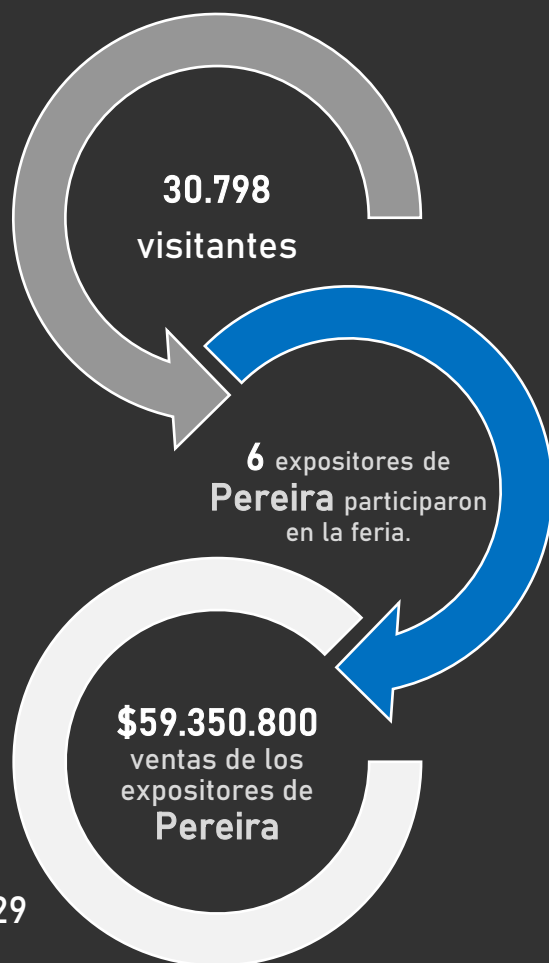 30.798
visitantes
6 expositores de
Pereira participaron
en la feria.
$59.350.800
ventas de los
expositores de
Pereira
29